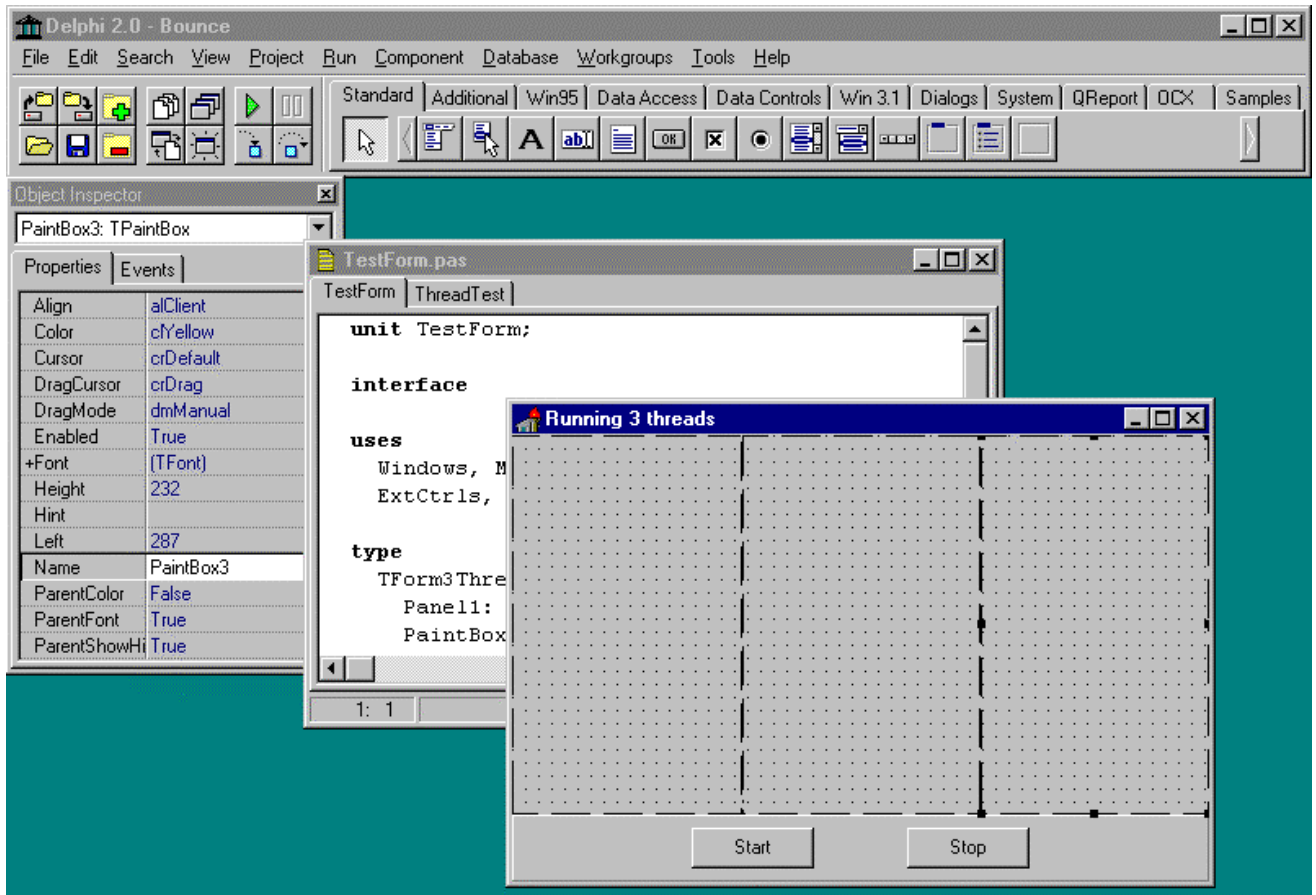 Delphi 2.0 - Bounce
File Edit Search View Project Run Component Database Workgroups Tools Help
Standard Additional Win95 Data Access Data Controls Win 3.1 Dialogs System QReport OCX Samples
A ab OK
Object Inspector
PaintBox3: TPaintBox
Properties Events
Align alClient
Color clYellow
Cursor crDefault
DragCursor crDrag
DragMode dmManual
Enabled True
+Font (TFont)
Height 232
Hint
Left 287
Name PaintBox3
ParentColor False
ParentFont True
ParentShowHi True
TestForm.pas
TestForm ThreadTest
unit TestForm;
interface
uses
Windows, M
ExtCtrls,
type
TForm3Thre
Panel1:
PaintBox
1: 1
Running 3 threads
Start Stop